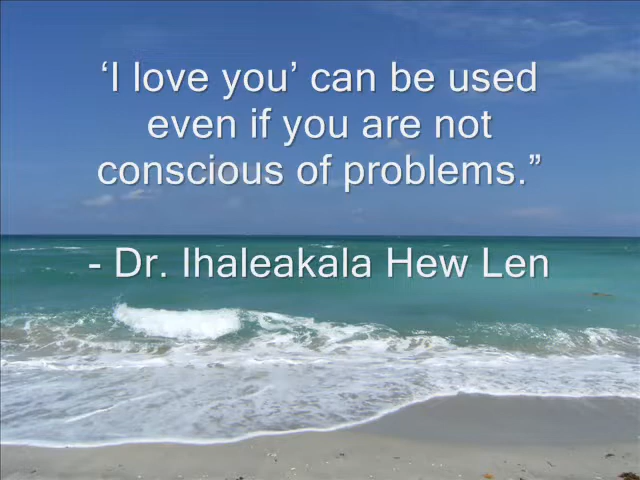 ‘I love you’ can be used
even if you are not
conscious of problems.”
- Dr. Ihaleakala Hew Len